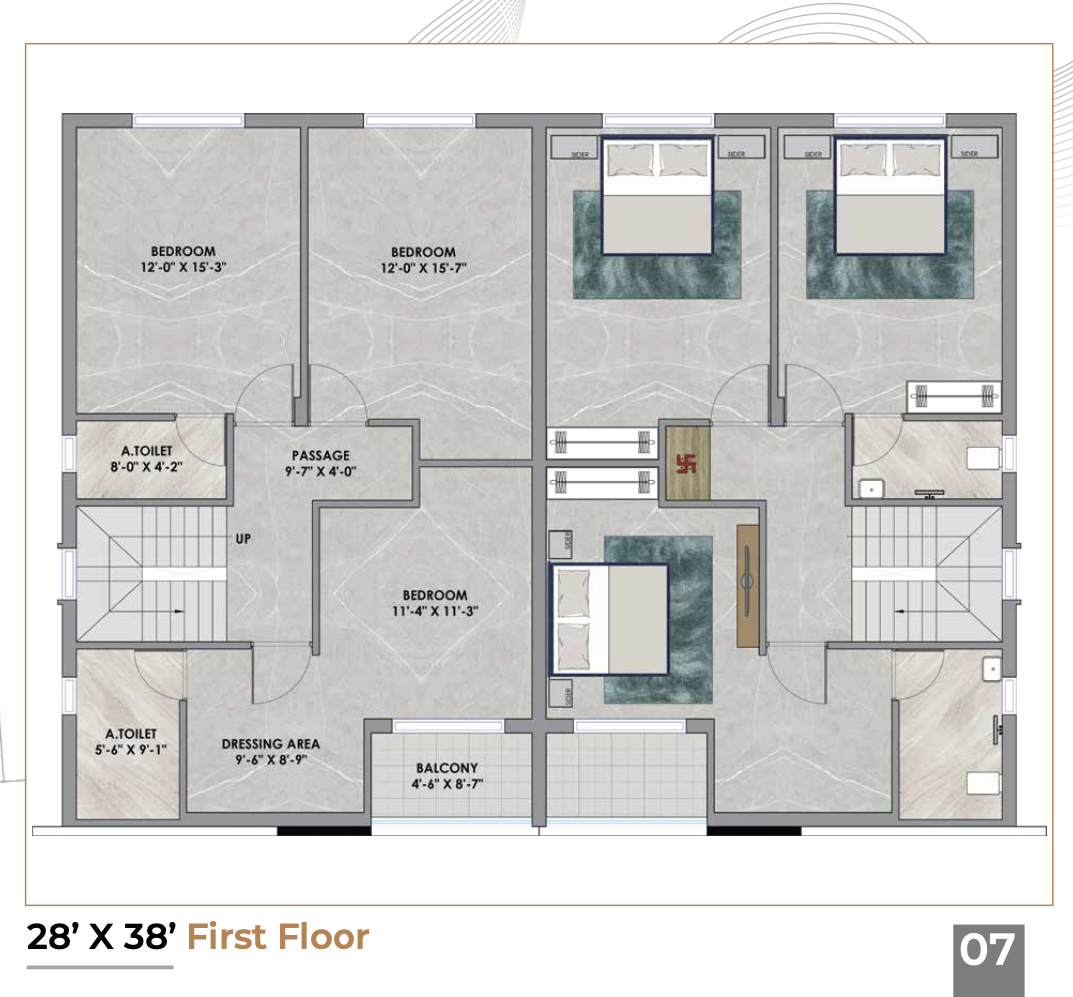 SIDER
SIDER
SIDER
SIDER
BEDROOM
12'-0" X 15'-3"
BEDROOM
12'-0" X 15'-7"
A.TOILET
8'-0" X 4'-2"
PASSAGE
9'-7" X 4'-0"
UP
SIDER
BEDROOM
11'-4" X 11'-3"
SIDER
A.TOILET
5'-6" X 9'-1"
DRESSING AREA
9'-6" X 8'-9"
BALCONY
4'-6" X 8'-7"
28’ X 38’ First Floor
07